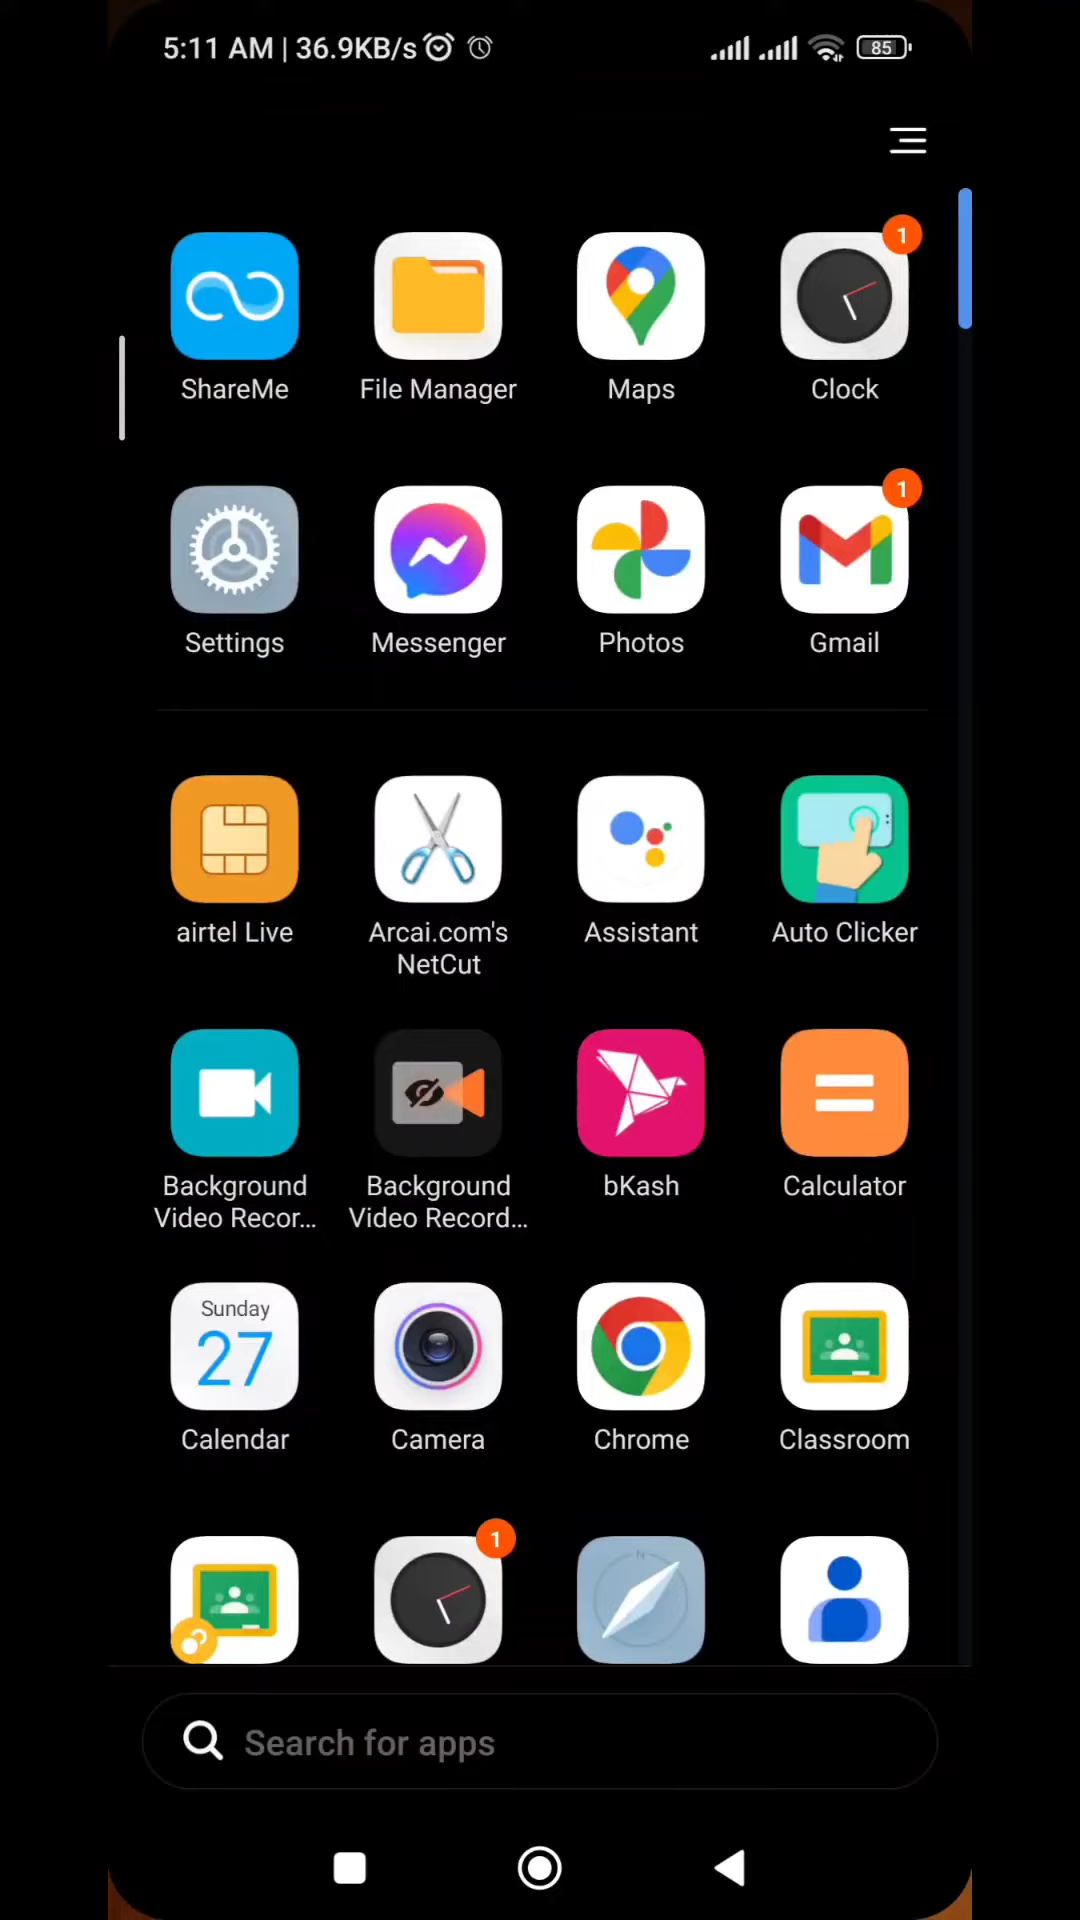 5:11 AM | 36.9KB/s
85
1
ShareMe
File Manager
Maps
Clock
1
Settings
Messenger
Photos
Gmail
airtel Live
Arcai.com's
NetCut
Assistant
Auto Clicker
Background
Video Recor...
Background
Video Record...
bKash
Calculator
Sunday
27
Calendar
Camera
Chrome
Classroom
1
N
Search for apps